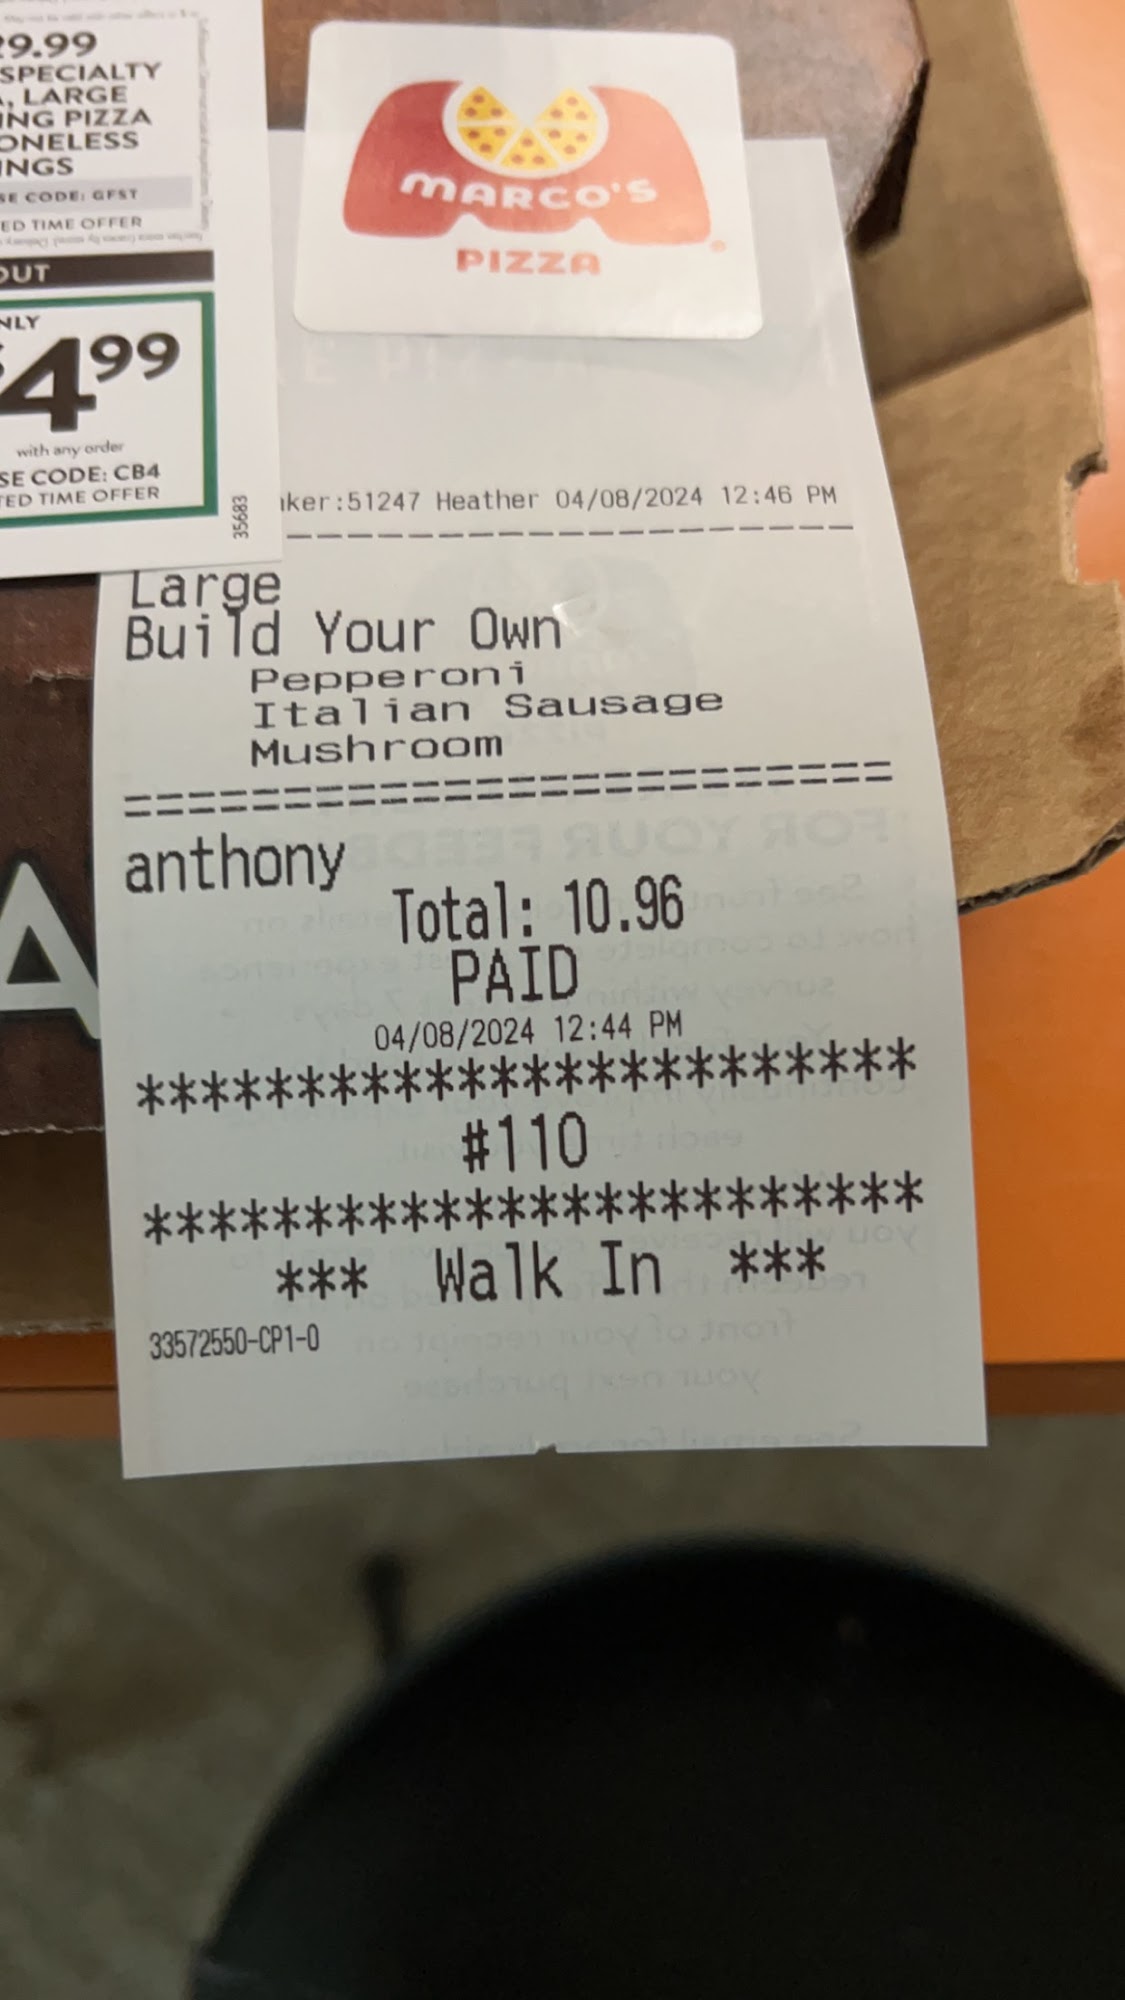 9.99
SPECIALTY
, LARGE
ING PIZZA
ONELESS
INGS
SE CODE: GFST
ED TIME OFFER
OUT
NLY
$4.99
with any order
SE CODE: CB4
TED TIME OFFER
35683
MARCO'S
PIZZA
ker:51247 Heather 04/08/2024 12:46 PM
Large
Build Your Own
Pepperoni
Italian Sausage
Mushroom
========================
anthony
Total: 10.96
PAID
04/08/2024 12:44 PM
************************
#110
************************
*** Walk In ***
33572550-CP1-0
A